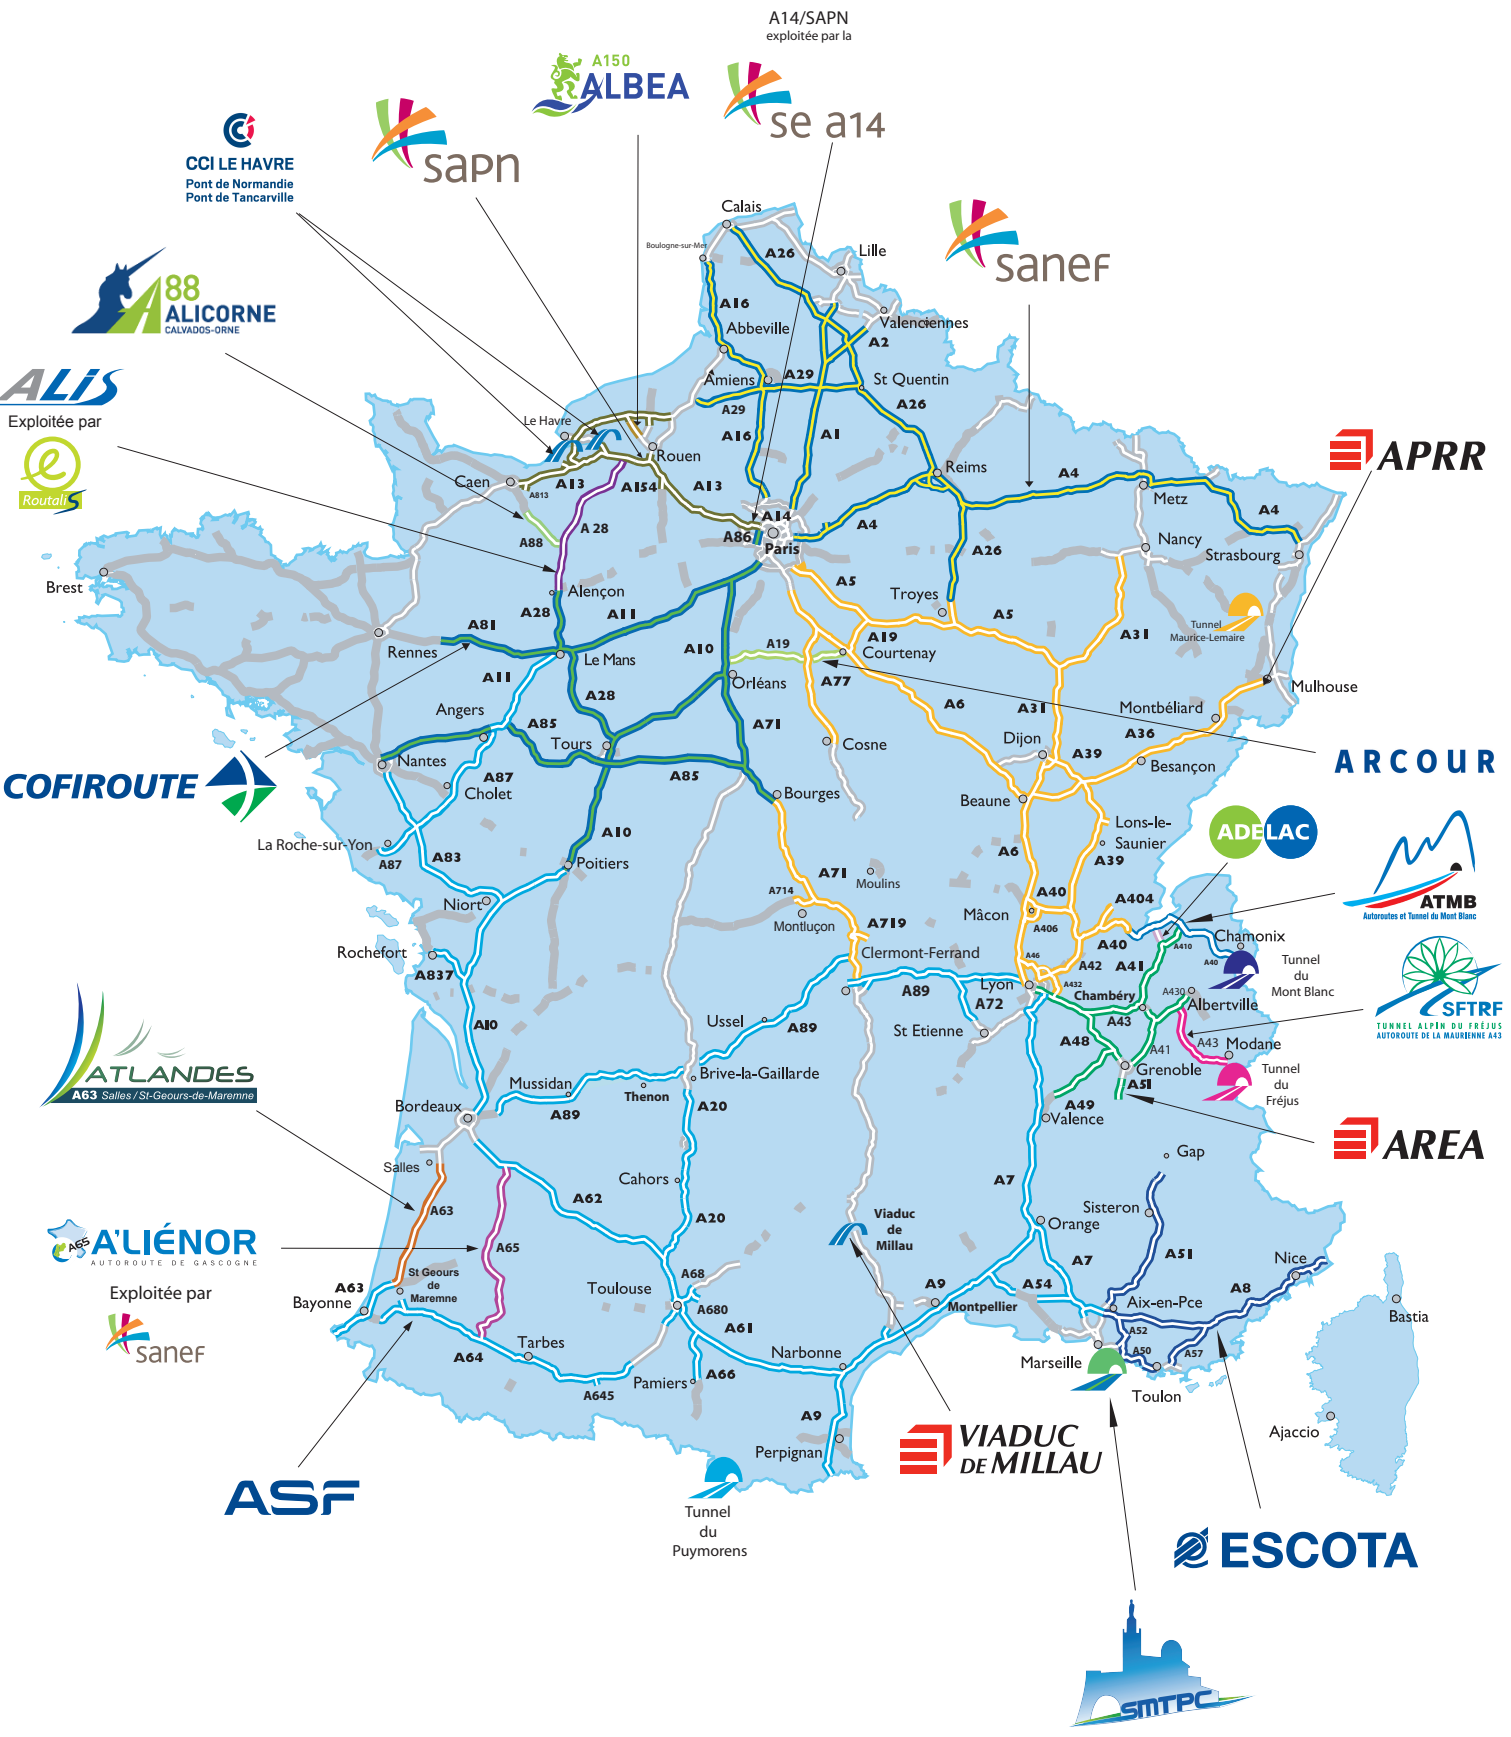 A14/SAPN
exploitée par la
A150
ALBEA
se a14
CCI LE HAVRE
Pont de Normandie
Pont de Tancarville
sapn
sanef
88
ALICORNE
CALVADOS-ORNE
ALiS
Exploitée par
e
Routalis
APRR
COFIROUTE
ARCOUR
ADELAC
ATMB
Autoroutes et Tunnel du Mont Blanc
SFTRF
TUNNEL ALPIN DU FRÉJUS
AUTOROUTE DE LA MAURIENNE A43
ATLANDES
A63 Salles / St-Geours-de-Maremne
AREA
A65
A'LIÉNOR
AUTOROUTE DE GASCOGNE
Exploitée par
sanef
ASF
VIADUC
DE MILLAU
ESCOTA
SMTPC
Calais
Boulogne-sur-Mer
Lille
A26
A16
Abbeville
Valenciennes
A2
Amiens
A29
St Quentin
A29
A26
A16
A1
Le Havre
Rouen
Caen
A813
A13
A154
A13
Reims
A4
Metz
A14
A86
Paris
A4
A4
Strasbourg
A 28
A88
Nancy
A26
Brest
Alençon
A5
Troyes
A5
A28
A11
A81
Rennes
Le Mans
A19
A19
Courtenay
A10
A31
Tunnel
Maurice-Lemaire
A11
Orléans
A77
Mulhouse
A28
Angers
A85
A71
A6
A31
Montbéliard
A36
Tours
Cosne
Dijon
A39
Nantes
Besançon
A87
Cholet
A85
Bourges
Beaune
A10
Lons-le-
Saunier
La Roche-sur-Yon
A87
A83
Poitiers
A6
A39
A71
Moulins
A714
Montluçon
A40
A404
Niort
Mâcon
A406
A719
Rochefort
A837
Clermont-Ferrand
A40
A410
Chamonix
A40
Tunnel
du
Mont Blanc
A46
A42
A41
A89
Lyon
A432
Chambéry
A430
Albertville
A72
A10
Ussel
A89
St Etienne
A43
A48
A41
A43
Modane
Grenoble
Tunnel
du
Fréjus
Mussidan
Brive-la-Gaillarde
Thenon
A51
A89
A20
A49
Valence
Bordeaux
Salles
Gap
Cahors
A7
A63
A62
A20
Viaduc
de
Millau
Sisteron
Orange
A65
A51
A7
Nice
St Geours
de
Maremne
A68
Toulouse
A63
Bayonne
A680
A9
Montpellier
A54
A8
Aix-en-Pce
Bastia
A61
A52
Tarbes
A64
Narbonne
Marseille
A50
A57
A645
Pamiers
A66
Toulon
A9
Perpignan
Ajaccio
Tunnel
du
Puymorens